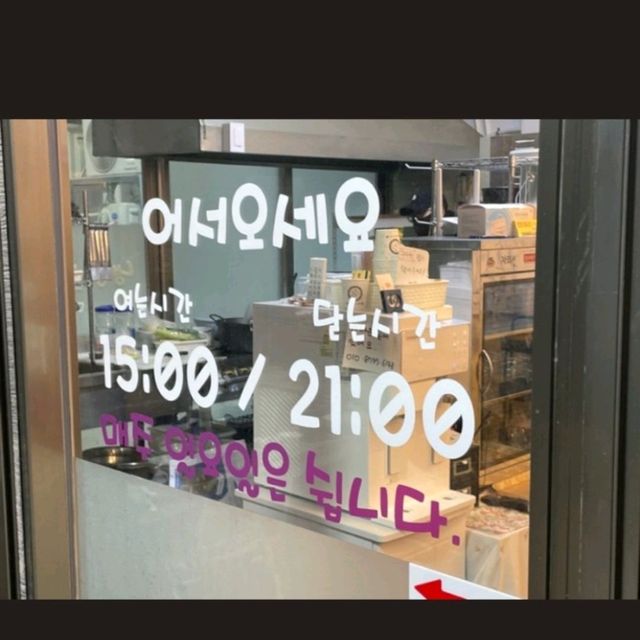 어서오세요
여는시간 닫는시간
15:00 / 21:00
매주 일요일은 쉽니다.